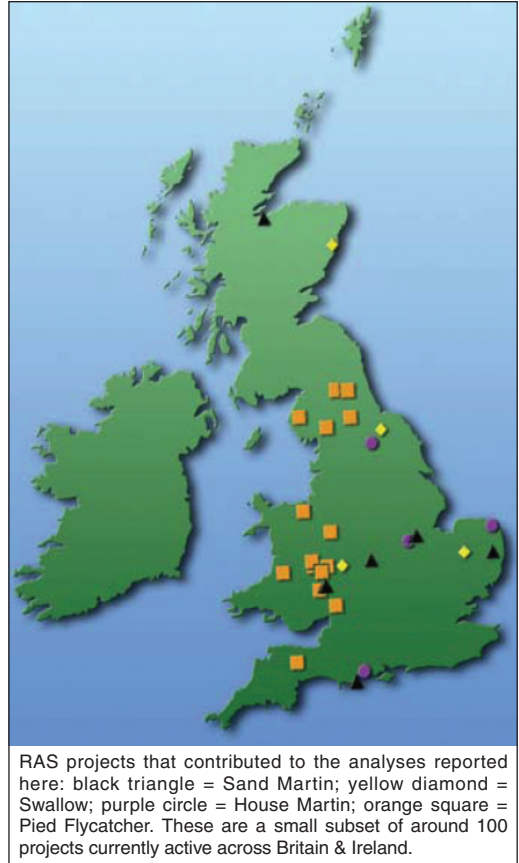 RAS projects that contributed to the analyses reported
here: black triangle = Sand Martin; yellow diamond =
Swallow; purple circle = House Martin; orange square =
Pied Flycatcher. These are a small subset of around 100
projects currently active across Britain & Ireland.